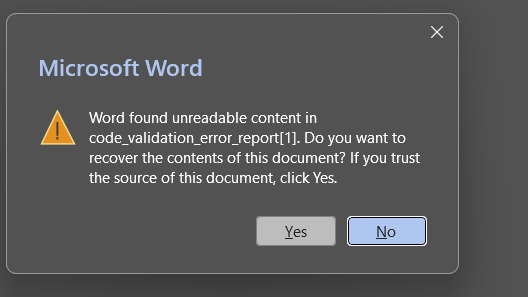 Microsoft Word
Word found unreadable content in
code_validation_error_report[1]. Do you want to
recover the contents of this document? If you trust
the source of this document, click Yes.
Yes
No